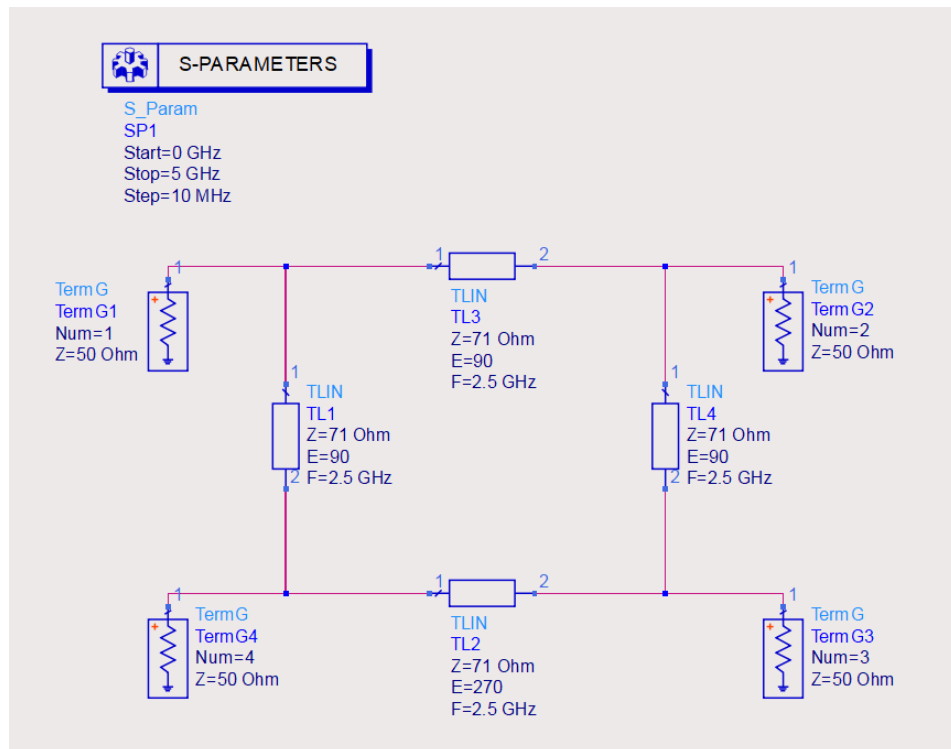 S-PARAMETERS
S_Param
SP1
Start=0 GHz
Stop=5 GHz
Step=10 MHz
1
Term G
Term G1
Num=1
Z=50 Ohm
1
2
TLIN
TL3
Z=71 Ohm
E=90
F=2.5 GHz
1
Term G
Term G2
Num=2
Z=50 Ohm
1
TLIN
TL1
Z=71 Ohm
E=90
F=2.5 GHz
2
1
TLIN
TL4
Z=71 Ohm
E=90
F=2.5 GHz
2
1
Term G
Term G4
Num=4
Z=50 Ohm
1
2
TLIN
TL2
Z=71 Ohm
E=270
F=2.5 GHz
1
Term G
Term G3
Num=3
Z=50 Ohm